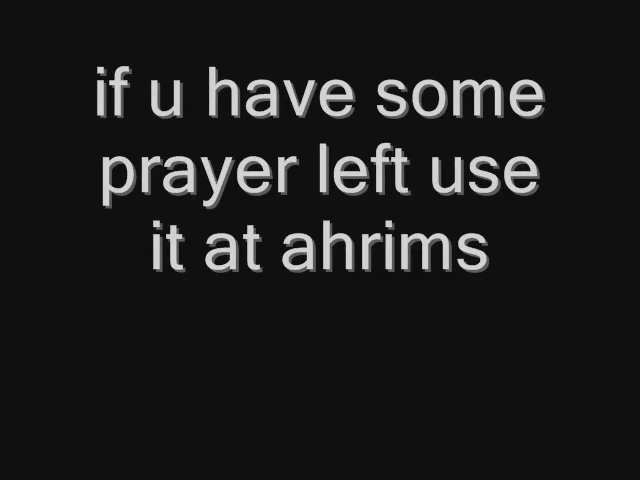 if u have some
prayer left use
it at ahrims